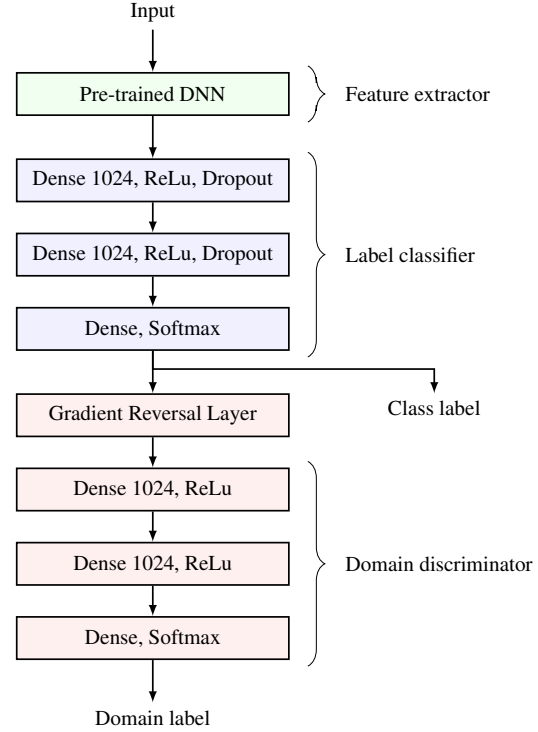 Input
Pre-trained DNN
Feature extractor
Dense 1024, ReLu, Dropout
Dense 1024, ReLu, Dropout
Label classifier
Dense, Softmax
Class label
Gradient Reversal Layer
Dense 1024, ReLu
Dense 1024, ReLu
Domain discriminator
Dense, Softmax
Domain label